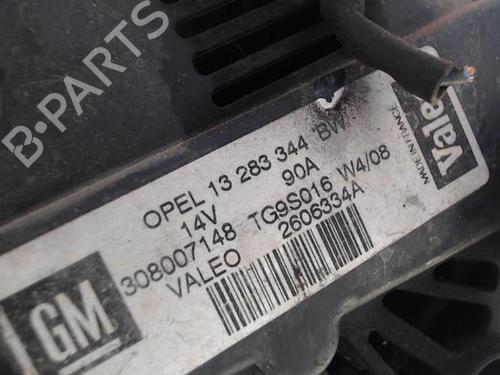 OPEL 13 283 344 BW
14V 90A
308007148 TG9S016 W4/08
VALEO 2606334A
GM
Valeo
MADE IN FRANCE
B-PARTS